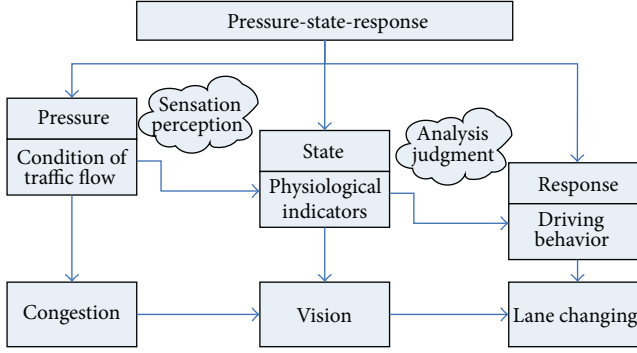 Pressure-state-response
Sensation
perception
Pressure
Condition of
traffic flow
Analysis
judgment
State
Physiological
indicators
Response
Driving
behavior
Congestion
Vision
Lane changing